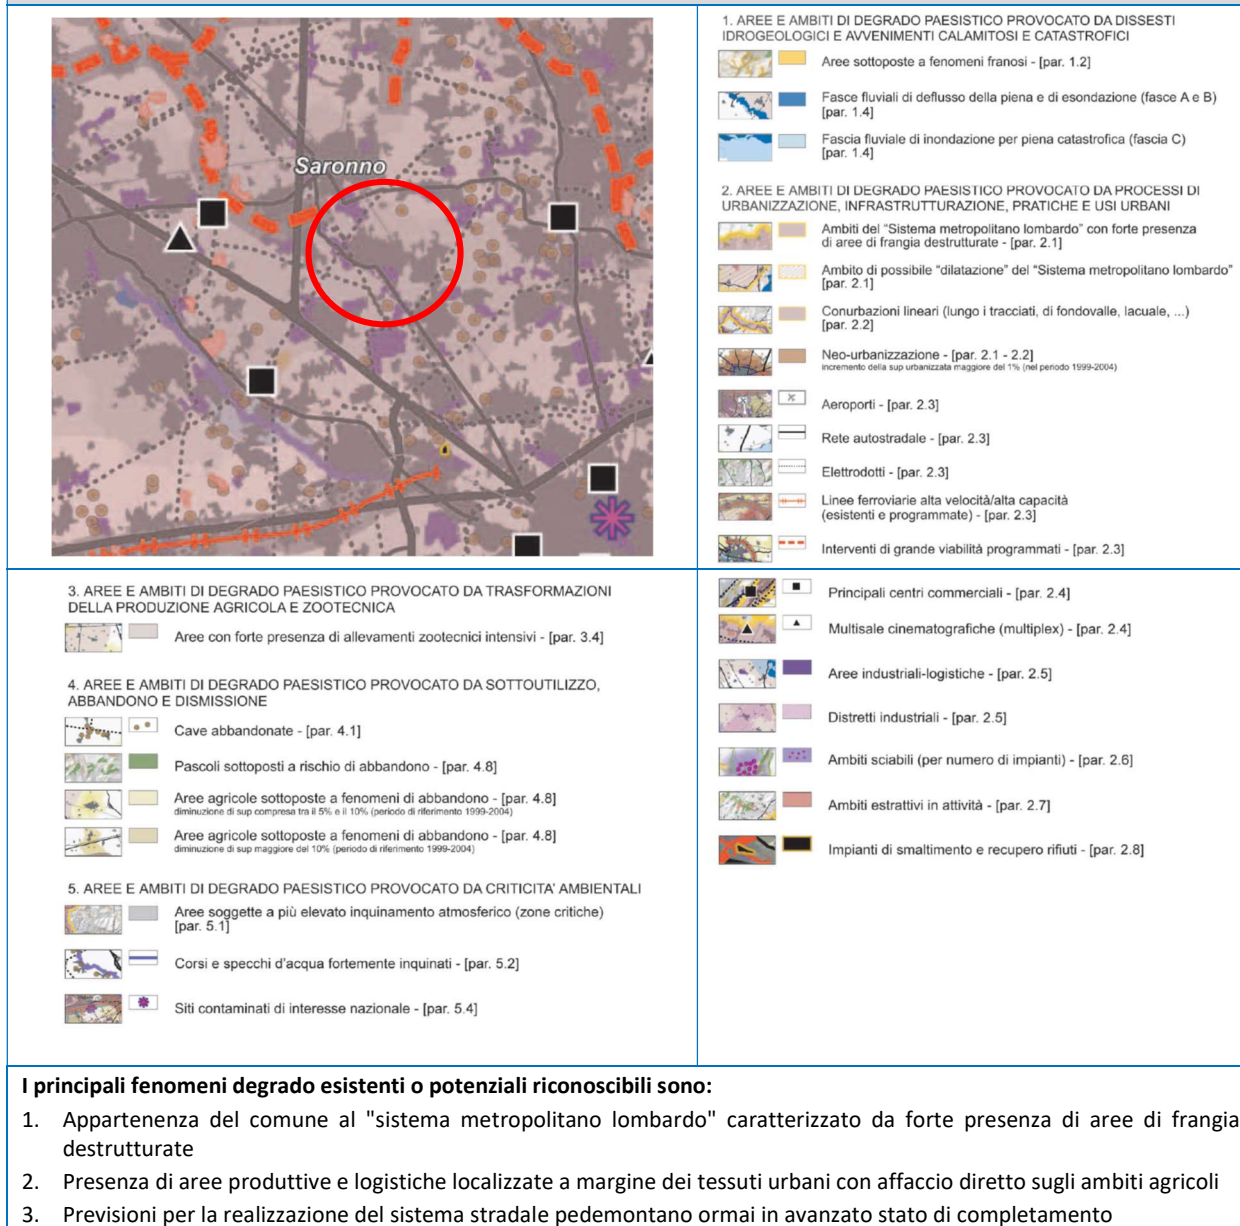 Saronno
1. AREE E AMBITI DI DEGRADO PAESISTICO PROVOCATO DA DISSESTI
IDROGEOLOGICI E AVVENIMENTI CALAMITOSI E CATASTROFICI
Aree sottoposte a fenomeni franosi - [par. 1.2]
Fasce fluviali di deflusso della piena e di esondazione (fasce A e B)
[par. 1.4]
Fascia fluviale di inondazione per piena catastrofica (fascia C)
[par. 1.4]
2. AREE E AMBITI DI DEGRADO PAESISTICO PROVOCATO DA PROCESSI DI
URBANIZZAZIONE, INFRASTRUTTURAZIONE, PRATICHE E USI URBANI
Ambiti del "Sistema metropolitano lombardo" con forte presenza
di aree di frangia destrutturate - [par. 2.1]
Ambito di possibile "dilatazione" del "Sistema metropolitano lombardo"
[par. 2.1]
Conurbazioni lineari (lungo i tracciati, di fondovalle, lacuale, ...)
[par. 2.2]
Neo-urbanizzazione - [par. 2.1 - 2.2]
incremento della sup urbanizzata maggiore del 1% (nel periodo 1999-2004)
Aeroporti - [par. 2.3]
Rete autostradale - [par. 2.3]
Elettrodotti - [par. 2.3]
Linee ferroviarie alta velocità/alta capacità
(esistenti e programmate) - [par. 2.3]
Interventi di grande viabilità programmati - [par. 2.3]
3. AREE E AMBITI DI DEGRADO PAESISTICO PROVOCATO DA TRASFORMAZIONI
DELLA PRODUZIONE AGRICOLA E ZOOTECNICA
Aree con forte presenza di allevamenti zootecnici intensivi - [par. 3.4]
4. AREE E AMBITI DI DEGRADO PAESISTICO PROVOCATO DA SOTTOUTILIZZO,
ABBANDONO E DISMISSIONE
Cave abbandonate - [par. 4.1]
Pascoli sottoposti a rischio di abbandono - [par. 4.8]
Aree agricole sottoposte a fenomeni di abbandono - [par. 4.8]
diminuzione di sup compresa tra il 5% e il 10% (periodo di riferimento 1999-2004)
Aree agricole sottoposte a fenomeni di abbandono - [par. 4.8]
diminuzione di sup maggiore del 10% (periodo di riferimento 1999-2004)
5. AREE E AMBITI DI DEGRADO PAESISTICO PROVOCATO DA CRITICITA' AMBIENTALI
Aree soggette a più elevato inquinamento atmosferico (zone critiche)
[par. 5.1]
Corsi e specchi d'acqua fortemente inquinati - [par. 5.2]
Siti contaminati di interesse nazionale - [par. 5.4]
Principali centri commerciali - [par. 2.4]
Multisale cinematografiche (multiplex) - [par. 2.4]
Aree industriali-logistiche - [par. 2.5]
Distretti industriali - [par. 2.5]
Ambiti sciabili (per numero di impianti) - [par. 2.6]
Ambiti estrattivi in attività - [par. 2.7]
Impianti di smaltimento e recupero rifiuti - [par. 2.8]
I principali fenomeni degrado esistenti o potenziali riconoscibili sono:
1. Appartenenza del comune al "sistema metropolitano lombardo" caratterizzato da forte presenza di aree di frangia
destrutturate
2. Presenza di aree produttive e logistiche localizzate a margine dei tessuti urbani con affaccio diretto sugli ambiti agricoli
3. Previsioni per la realizzazione del sistema stradale pedemontano ormai in avanzato stato di completamento